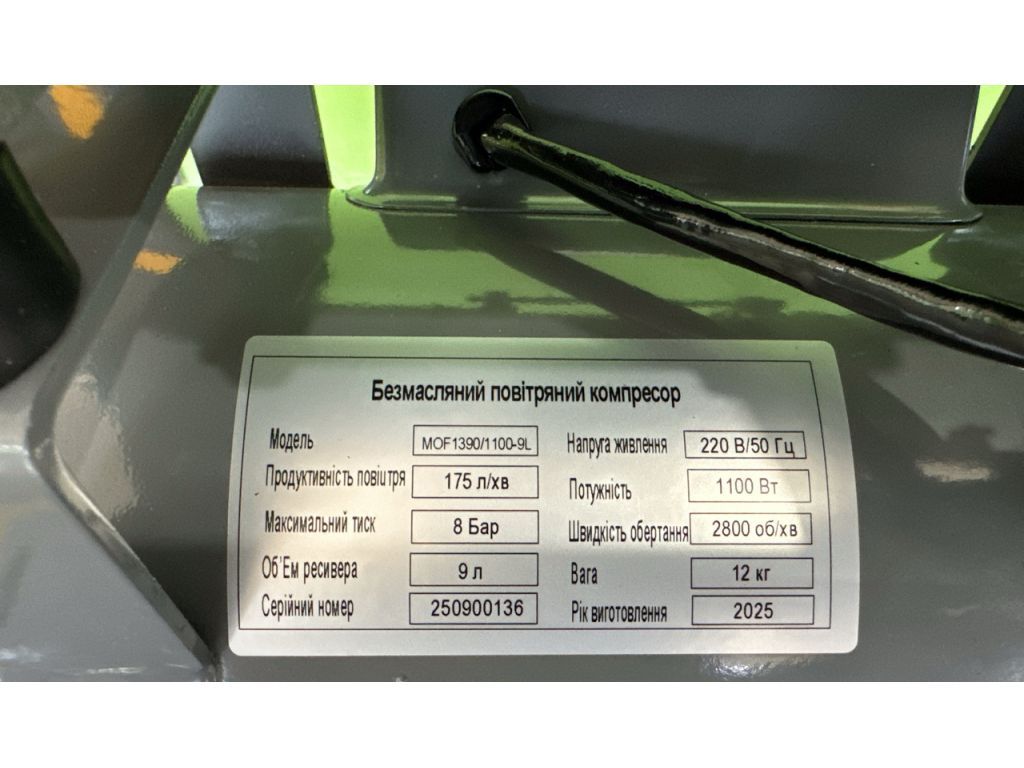 Безмасляний повітряний компресор
Модель MOF1390/1100-9L Напруга живлення 220 В/50 Гц
Продуктивність повіцтря 175 л/хв Потужність 1100 Вт
Максимальний тиск 8 Бар Швидкість обертання 2800 об/хв
Об'Ем ресивера 9 л Вага 12 кг
Серійний номер 250900136 Рік виготовлення 2025